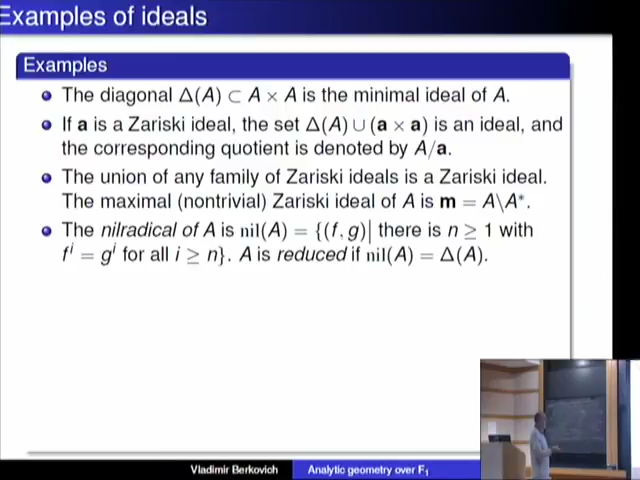 Examples of ideals
Examples
The diagonal Δ(A) ⊂ A × A is the minimal ideal of A.
If a is a Zariski ideal, the set Δ(A) ∪ (a × a) is an ideal, and
the corresponding quotient is denoted by A/a.
The union of any family of Zariski ideals is a Zariski ideal.
The maximal (nontrivial) Zariski ideal of A is m = A\A*.
The nilradical of A is nil(A) = {(f, g)| there is n ≥ 1 with
fⁱ = gⁱ for all i ≥ n}. A is reduced if nil(A) = Δ(A).
Vladimir Berkovich Analytic geometry over F₁